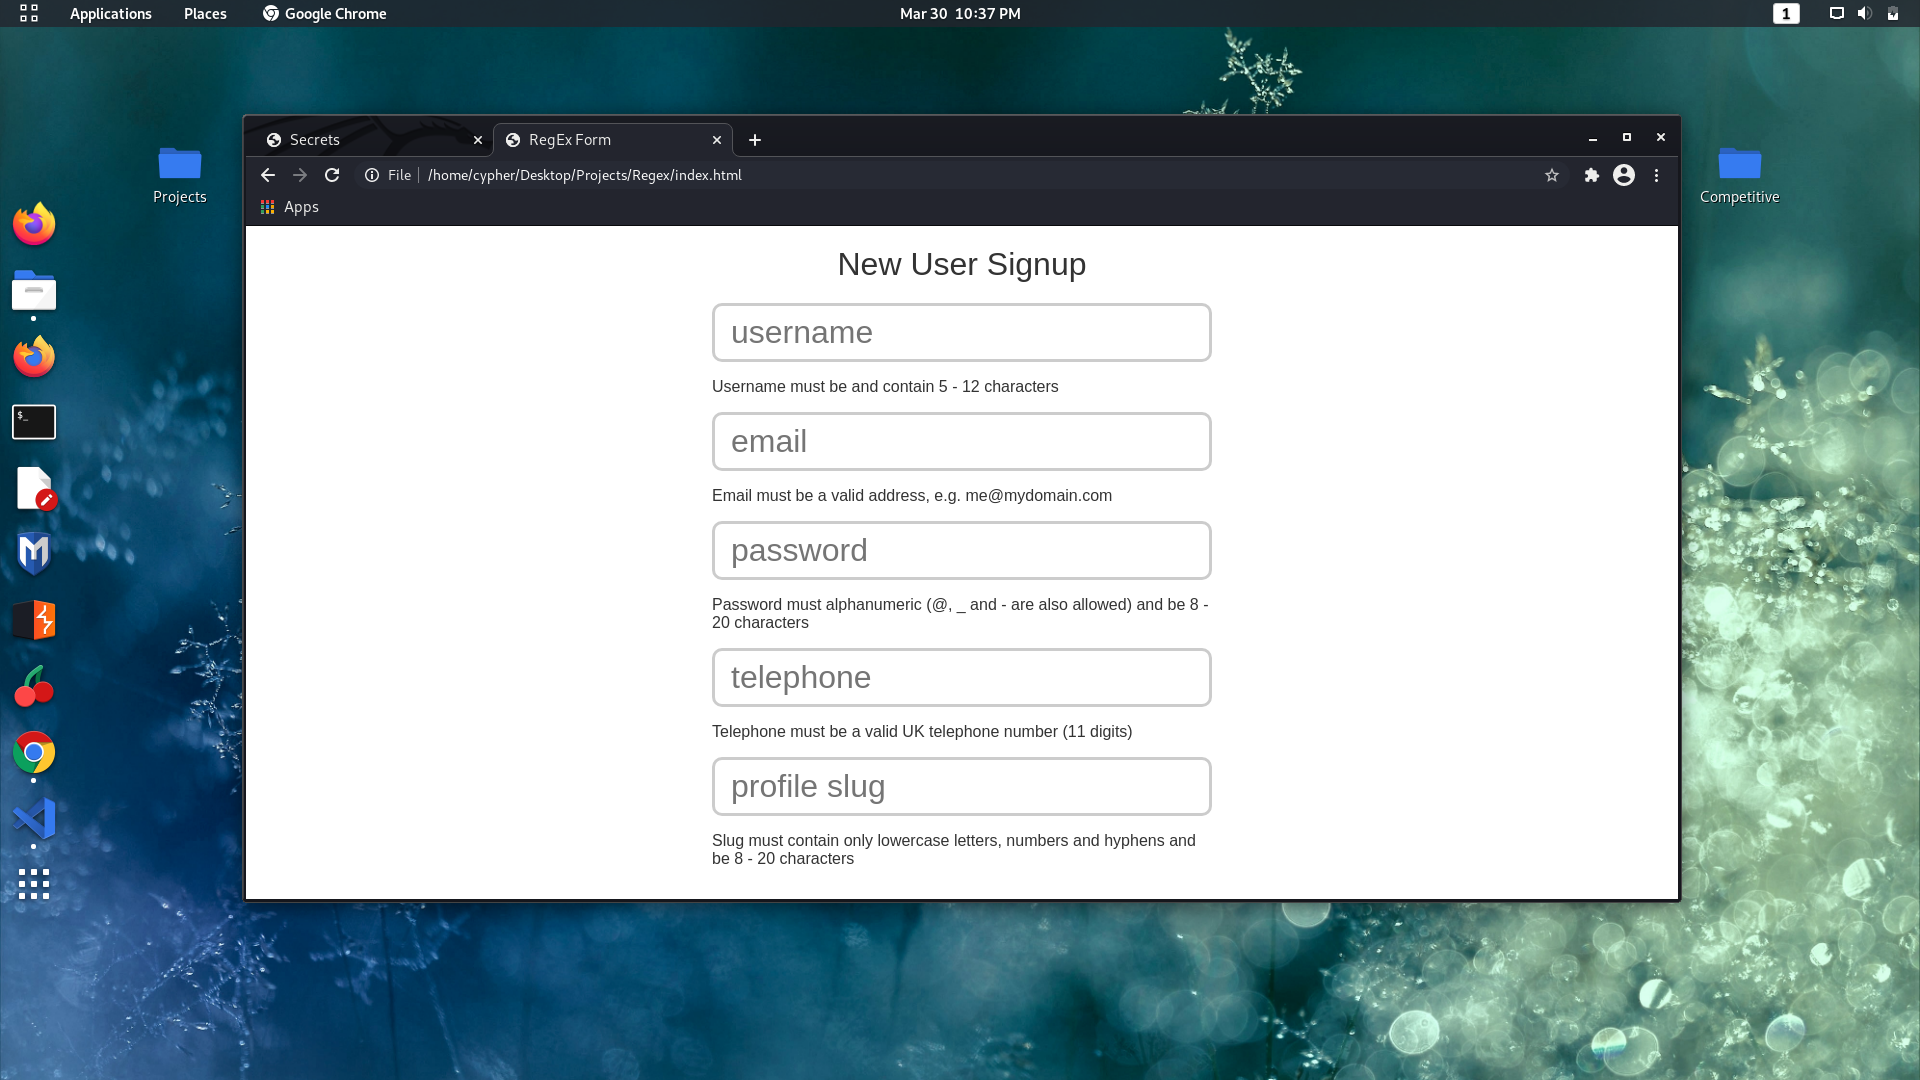 Applications Places Google Chrome Mar 30 10:37 PM 1
Secrets RegEx Form
File /home/cypher/Desktop/Projects/Regex/index.html
Apps
Projects
Competitive
$_
New User Signup
username
Username must be and contain 5 - 12 characters
email
Email must be a valid address, e.g. me@mydomain.com
password
Password must alphanumeric (@, _ and - are also allowed) and be 8 -
20 characters
telephone
Telephone must be a valid UK telephone number (11 digits)
profile slug
Slug must contain only lowercase letters, numbers and hyphens and
be 8 - 20 characters